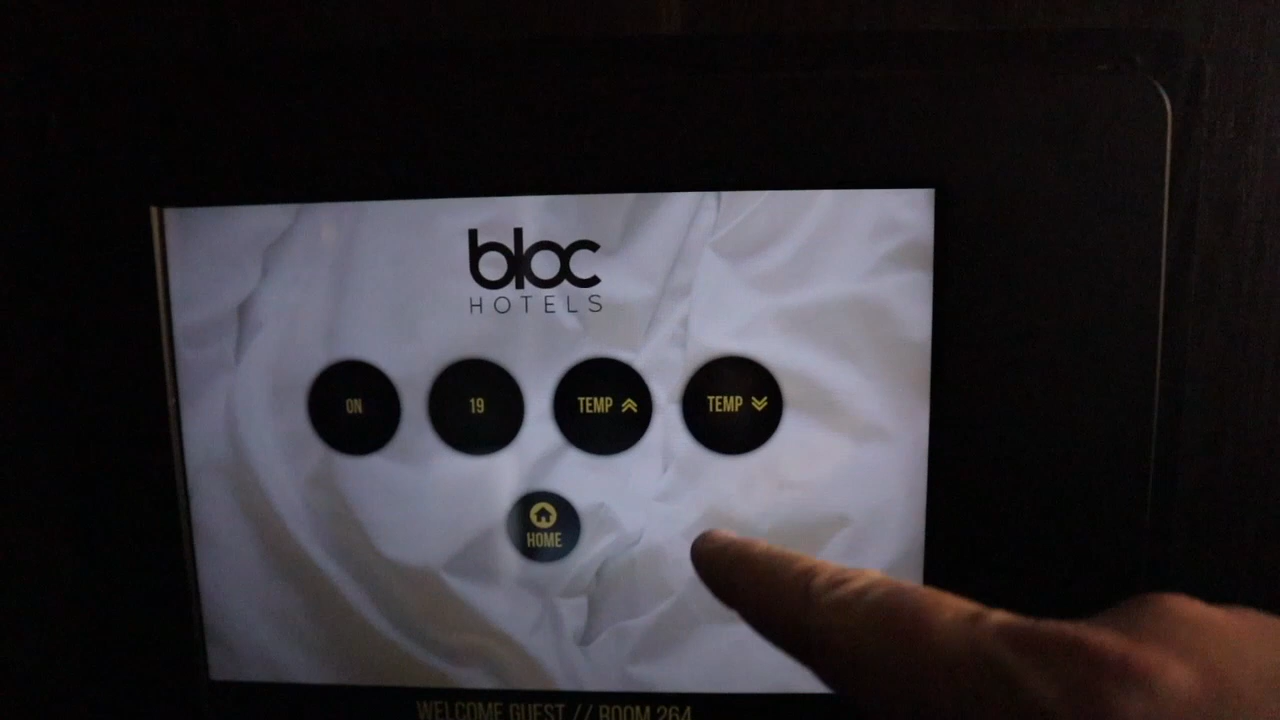 bloc
HOTELS
ON 19 TEMP TEMP
HOME
WELCOME GUEST // ROOM 264